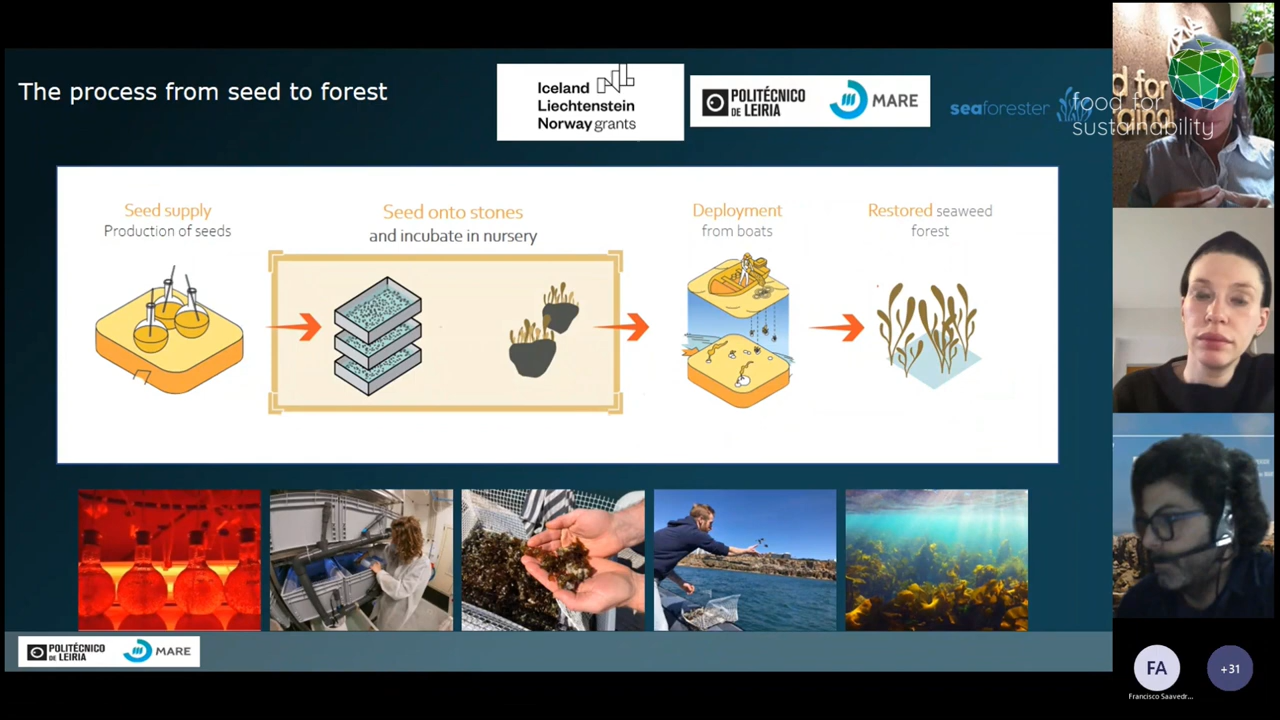 The process from seed to forest
Iceland
Liechtenstein
Norway grants
POLITÉCNICO
DE LEIRIA
MARE
seaforester
food for
sustainability
Seed supply
Production of seeds
Seed onto stones
and incubate in nursery
Deployment
from boats
Restored seaweed
forest
POLITÉCNICO
DE LEIRIA
MARE
FA
+31
Francisco Saavedr...